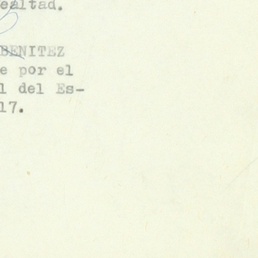 ealtad.
BENITEZ
e por el
l del Es-
17.